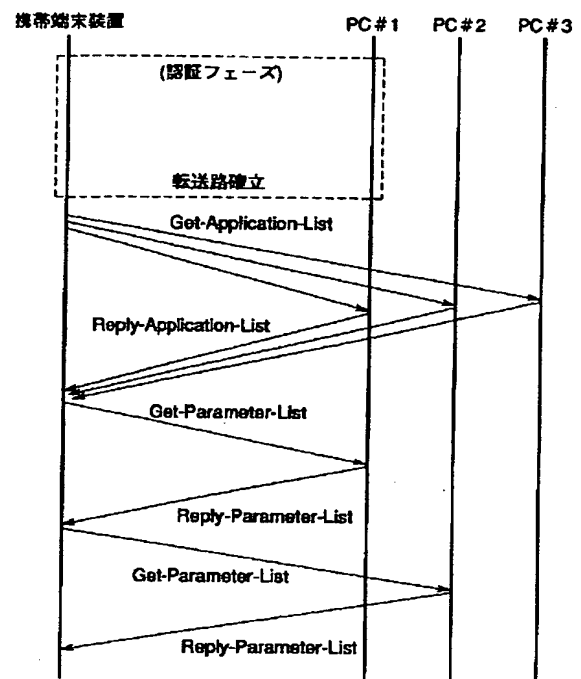 携帯端末装置
PC#1
PC#2
PC#3
(認証フェーズ)
転送路確立
Get-Application-List
Reply-Application-List
Get-Parameter-List
Reply-Parameter-List
Get-Parameter-List
Reply-Parameter-List